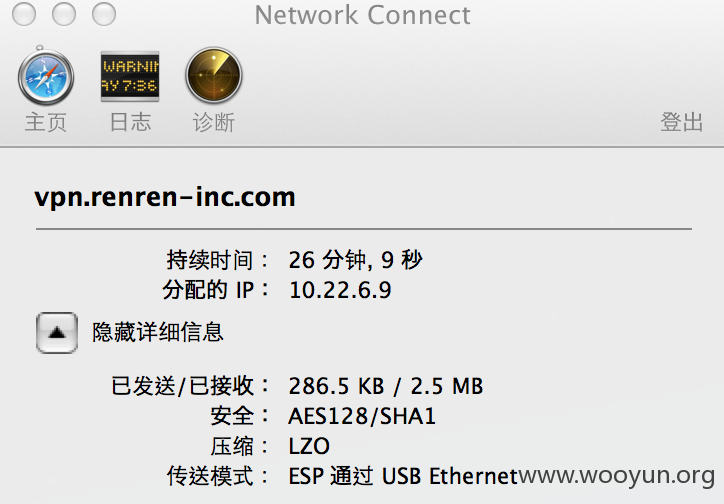 Network Connect
WARNIN
AY 7:36
主页 日志 诊断 登出
vpn.renren-inc.com
持续时间： 26 分钟, 9 秒
分配的 IP： 10.22.6.9
隐藏详细信息
已发送/已接收： 286.5 KB / 2.5 MB
安全： AES128/SHA1
压缩： LZO
传送模式： ESP 通过 USB Ethernet
www.wooyun.org